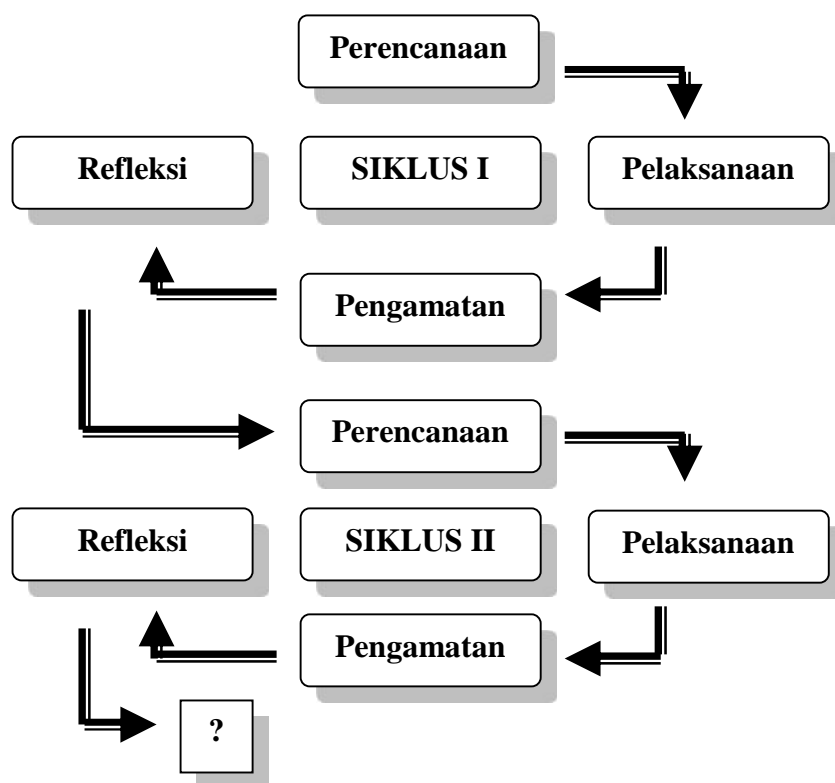 Perencanaan
Refleksi
SIKLUS I
Pelaksanaan
Pengamatan
Perencanaan
Refleksi
SIKLUS II
Pelaksanaan
Pengamatan
?